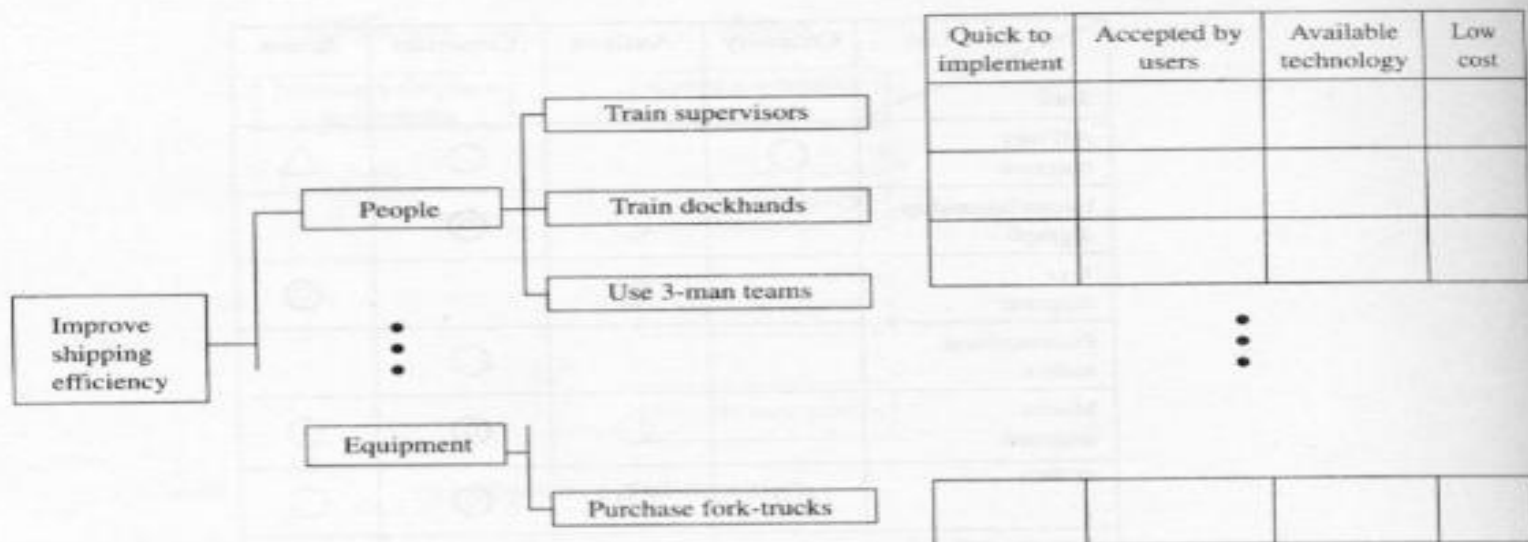 Quick to
implement
Accepted by
users
Available
technology
Low
cost
Train supervisors
People
Train dockhands
Use 3-man teams
Improve
shipping
efficiency
Equipment
Purchase fork-trucks